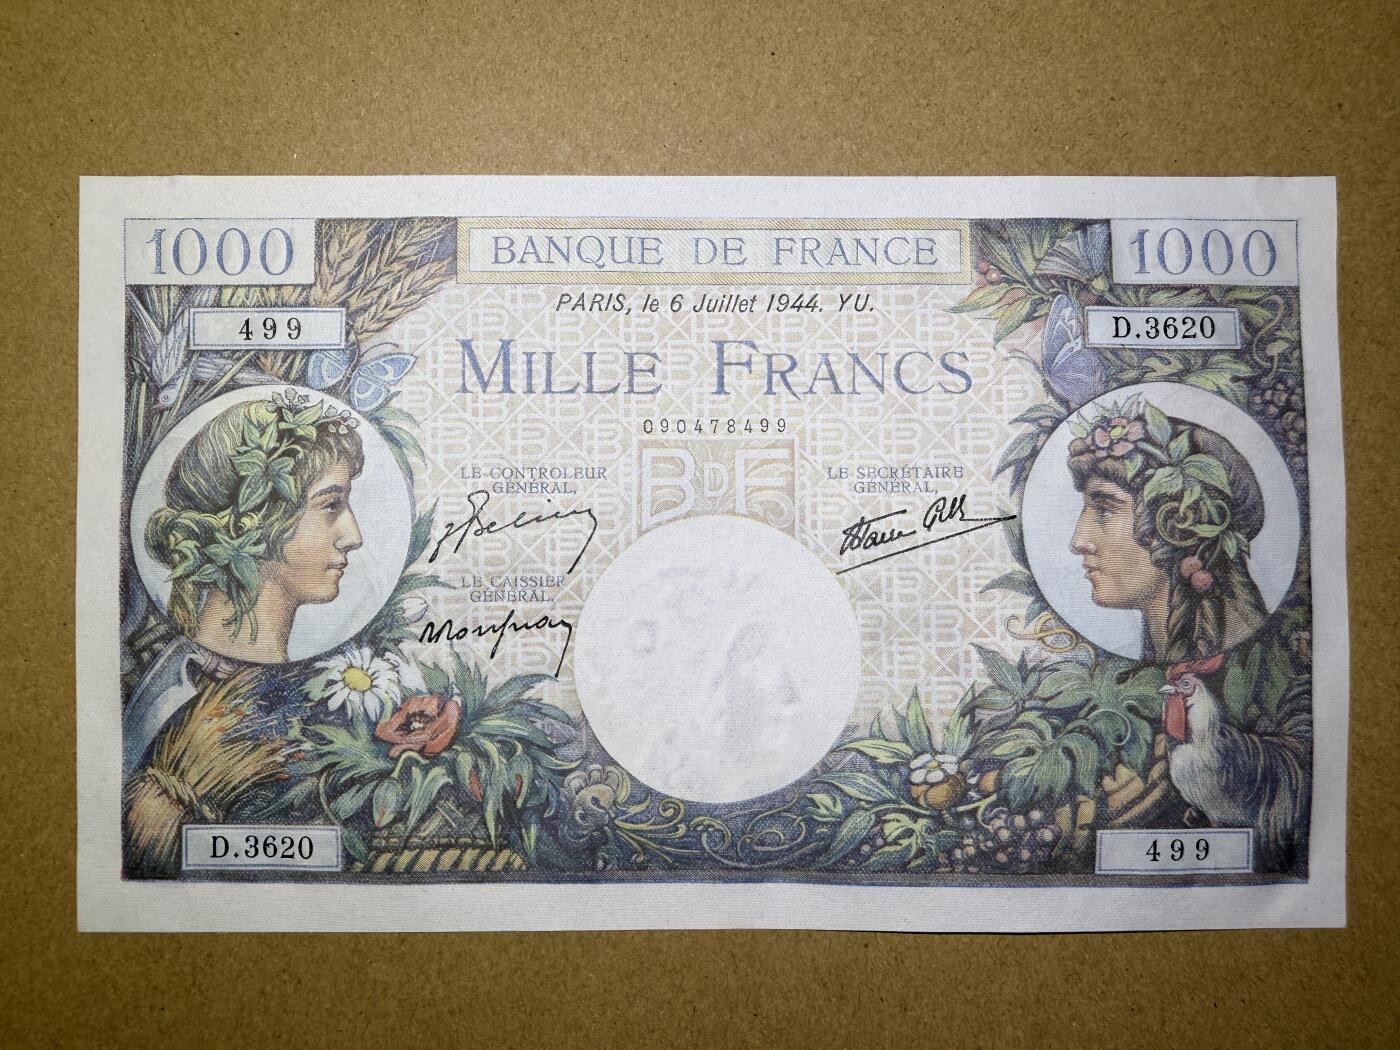 1000
BANQUE DE FRANCE
1000
PARIS, le 6 Juillet 1944. YU.
499
D.3620
MILLE FRANCS
090478499
BDF
LE CONTROLEUR
GÉNÉRAL,
LE SECRÉTAIRE
GÉNÉRAL,
LE CAISSIER
GÉNÉRAL,
D.3620
499